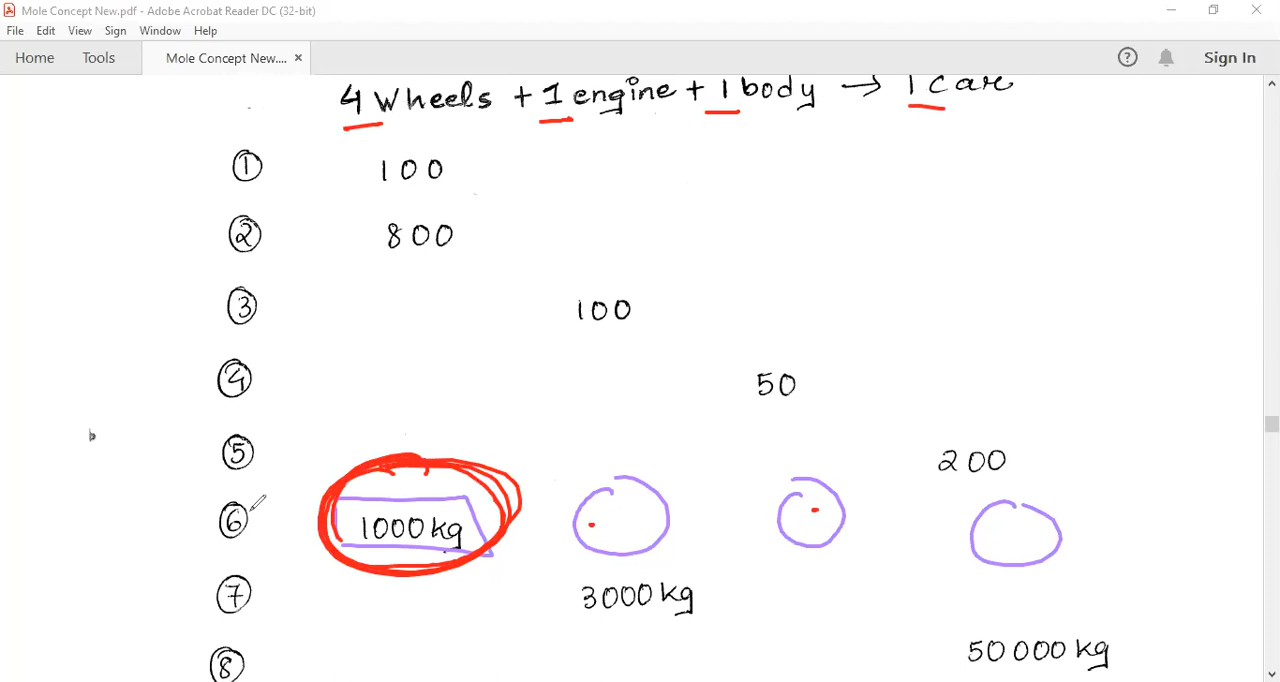 Mole Concept New.pdf - Adobe Acrobat Reader DC (32-bit)
File Edit View Sign Window Help
Home Tools Mole Concept New.... × Sign In
4 Wheels + 1 engine + 1 body → 1 Care
① 100
② 800
③ 100
④ 50
⑤ 200
⑥ 1000 kg
⑦ 3000 kg
⑧ 50000 kg